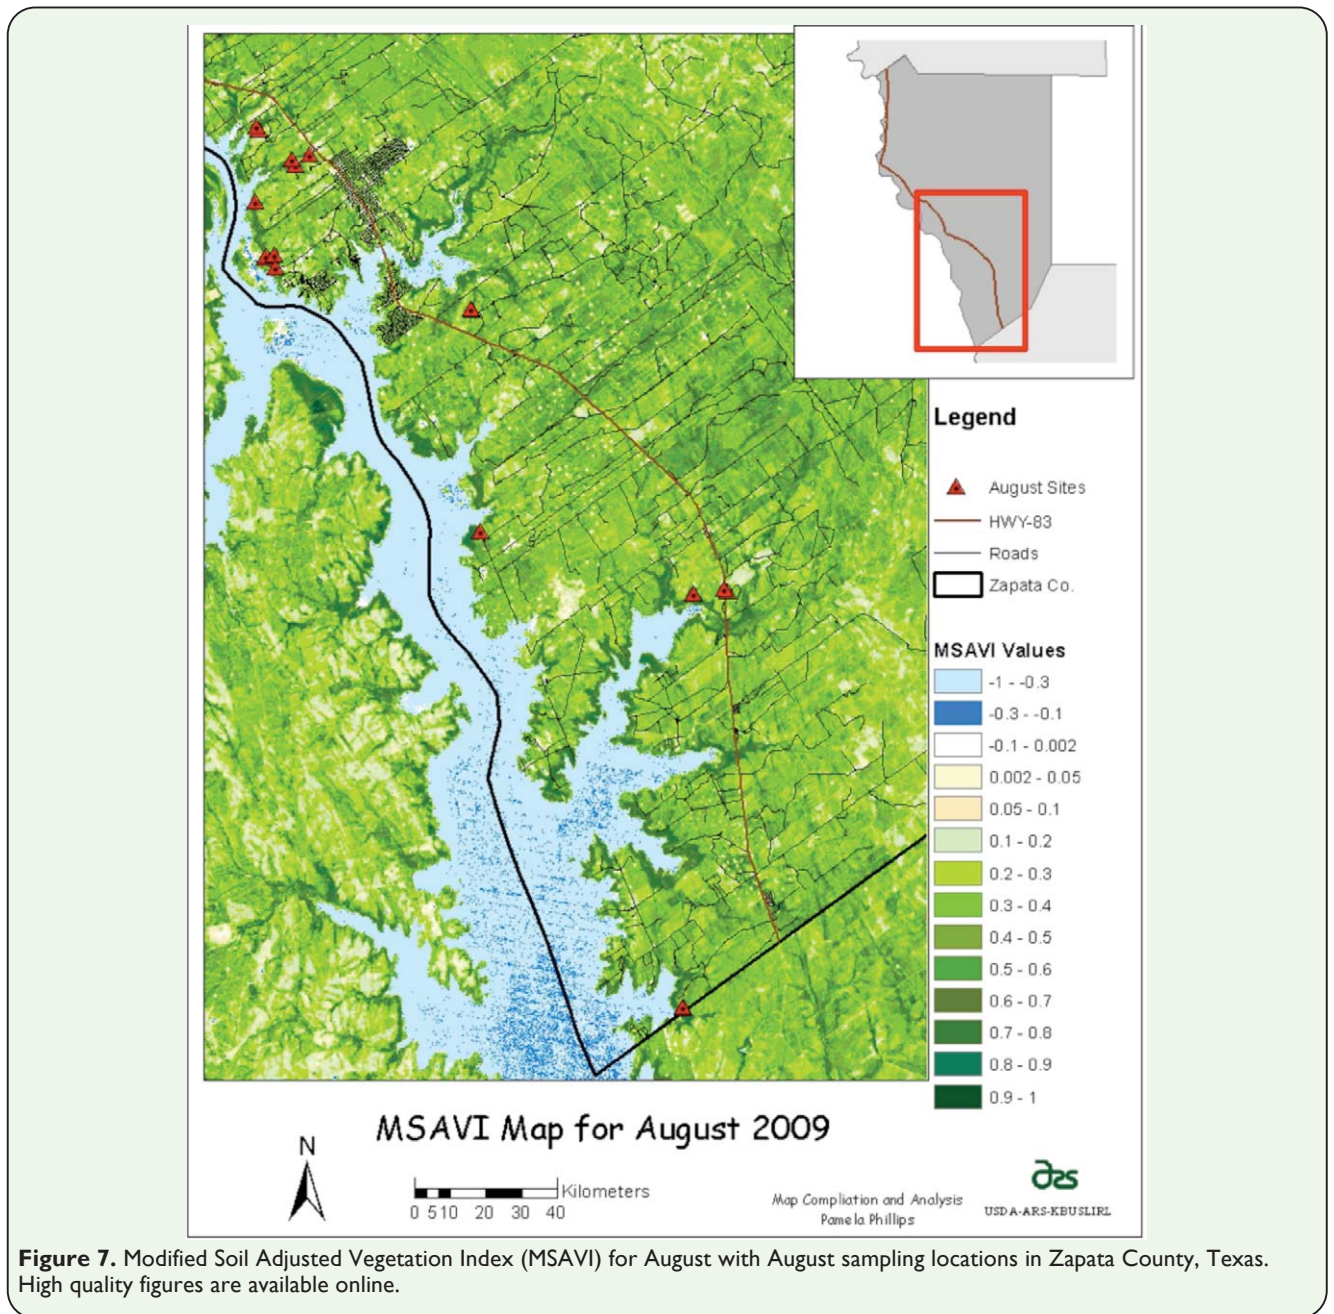 Legend
August Sites
HWY-83
Roads
Zapata Co.
MSAVI Values
-1 - -0.3
-0.3 - -0.1
-0.1 - 0.002
0.002 - 0.05
0.05 - 0.1
0.1 - 0.2
0.2 - 0.3
0.3 - 0.4
0.4 - 0.5
0.5 - 0.6
0.6 - 0.7
0.7 - 0.8
0.8 - 0.9
0.9 - 1
MSAVI Map for August 2009
N
Kilometers
0 5 10 20 30 40
Map Compliation and Analysis
Pamela Phillips
ars
USDA-ARS-KBUSLIRL
Figure 7. Modified Soil Adjusted Vegetation Index (MSAVI) for August with August sampling locations in Zapata County, Texas.
High quality figures are available online.